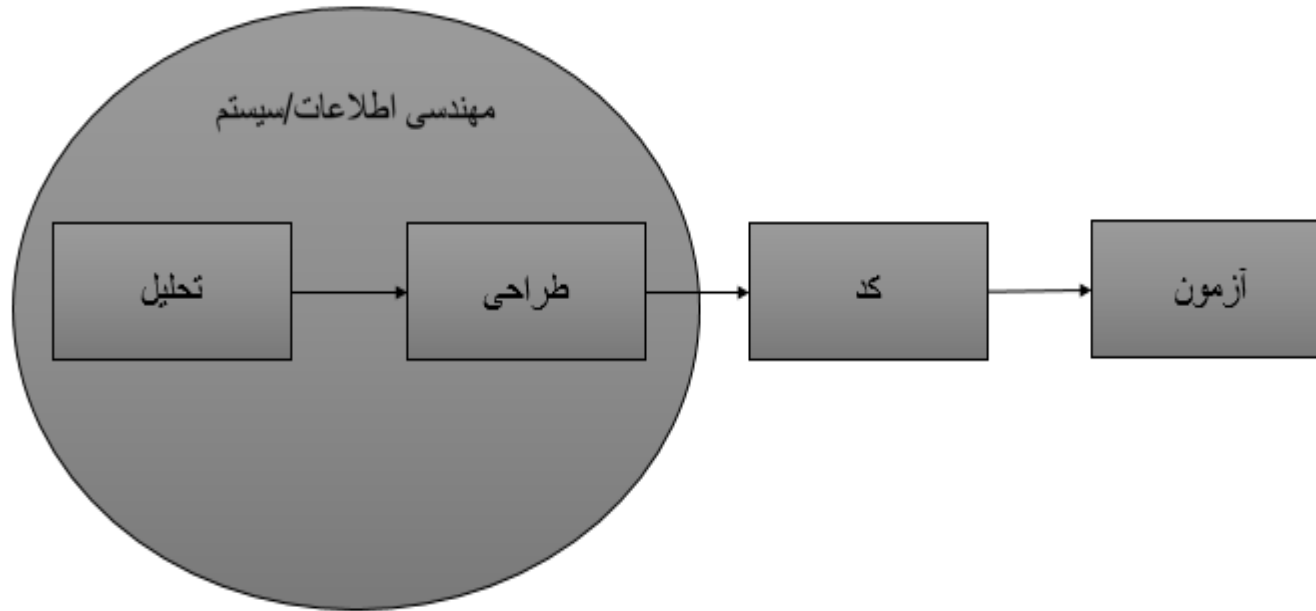 مهندسی اطلاعات/سیستم
تحلیل
طراحی
کد
آزمون